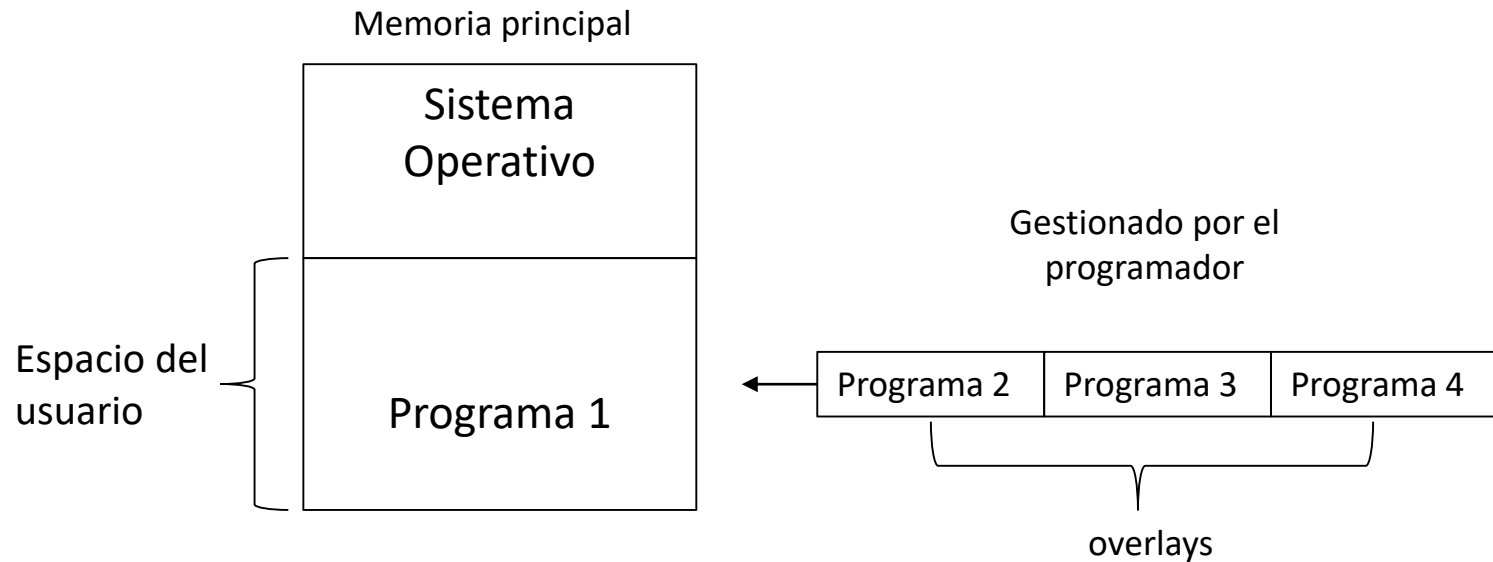 Memoria principal
Sistema
Operativo
Gestionado por el
programador
Espacio del
usuario
Programa 1
Programa 2
Programa 3
Programa 4
overlays